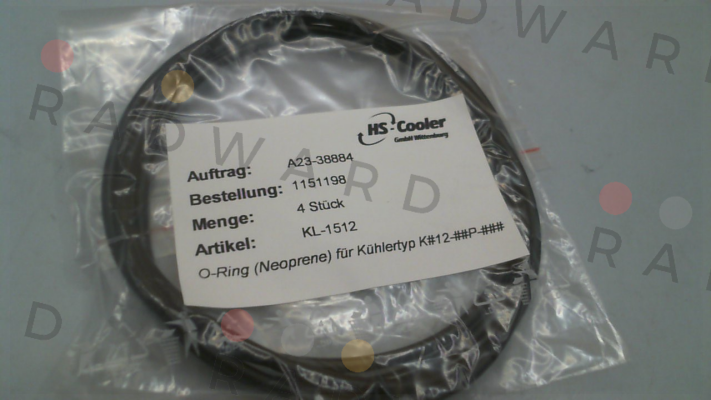 HS-Cooler
GmbH Wittenburg
Auftrag: A23-38884
Bestellung: 1151198
Menge: 4 Stück
Artikel: KL-1512
O-Ring (Neoprene) für Kühlertyp K#12-##P-###
RADWARD
RADWARD
RAD
D
RADWARD